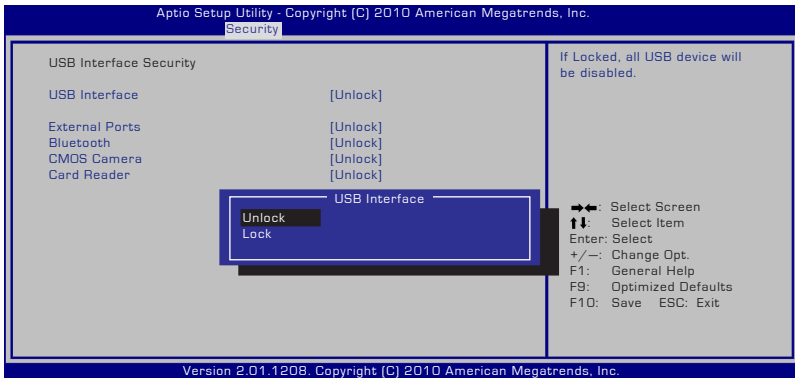 Aptio Setup Utility - Copyright (C) 2010 American Megatrends, Inc.
Security
USB Interface Security
USB Interface [Unlock]
External Ports [Unlock]
Bluetooth [Unlock]
CMOS Camera [Unlock]
Card Reader [Unlock]
USB Interface
Unlock
Lock
If Locked, all USB device will
be disabled.
→←: Select Screen
↑↓: Select Item
Enter: Select
+/—: Change Opt.
F1: General Help
F9: Optimized Defaults
F10: Save ESC: Exit
Version 2.01.1208. Copyright (C) 2010 American Megatrends, Inc.